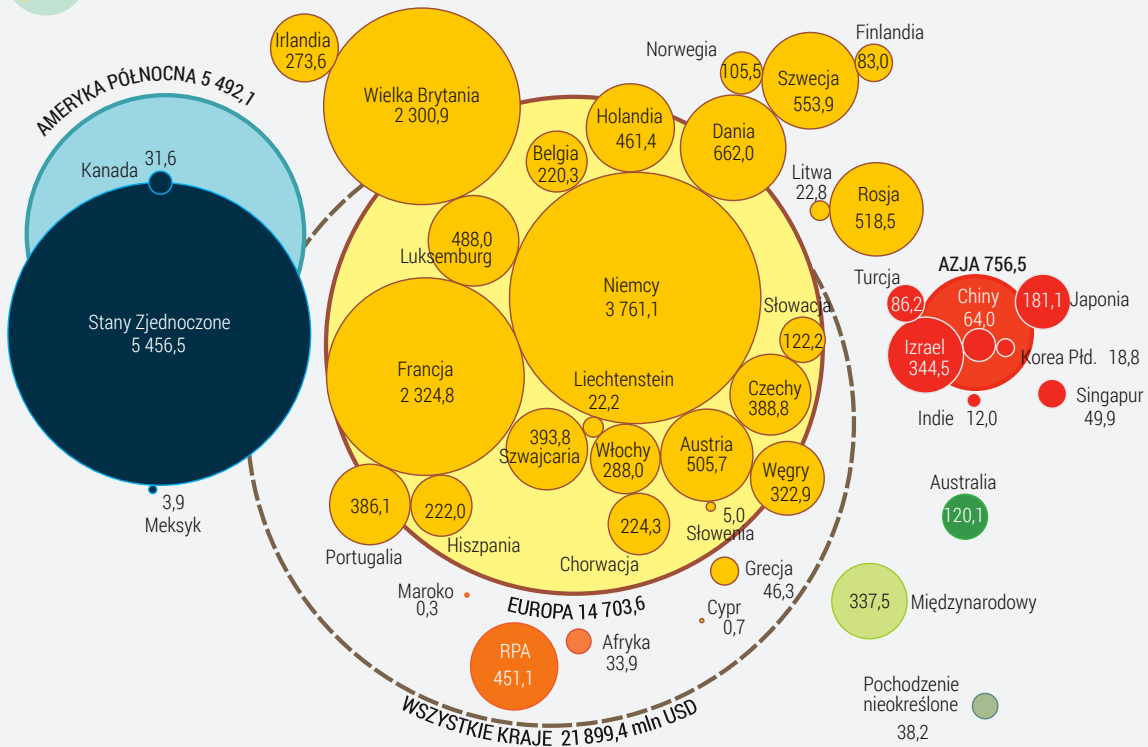 AMERYKA PÓŁNOCNA 5 492,1
Kanada
31,6
Stany Zjednoczone
5 456,5
3,9
Meksyk
Irlandia
273,6
Wielka Brytania
2 300,9
Holandia
461,4
Belgia
220,3
Norwegia
105,5
Szwecja
553,9
Finlandia
83,0
Dania
662,0
Litwa
22,8
Rosja
518,5
488,0
Luksemburg
Niemcy
3 761,1
Słowacja
122,2
Francja
2 324,8
Liechtenstein
22,2
Czechy
388,8
393,8
Szwajcaria
Włochy
288,0
Austria
505,7
Węgry
322,9
386,1
Portugalia
222,0
Hiszpania
224,3
Chorwacja
5,0
Słowenia
Grecja
46,3
Cypr
0,7
EUROPA 14 703,6
Maroko
0,3
RPA
451,1
Afryka
33,9
WSZYSTKIE KRAJE 21 899,4 mln USD
AZJA 756,5
Turcja
86,2
Chiny
64,0
181,1
Japonia
Izrael
344,5
Korea Płd. 18,8
Indie 12,0
Singapur
49,9
Australia
120,1
337,5
Międzynarodowy
Pochodzenie
nieokreślone
38,2